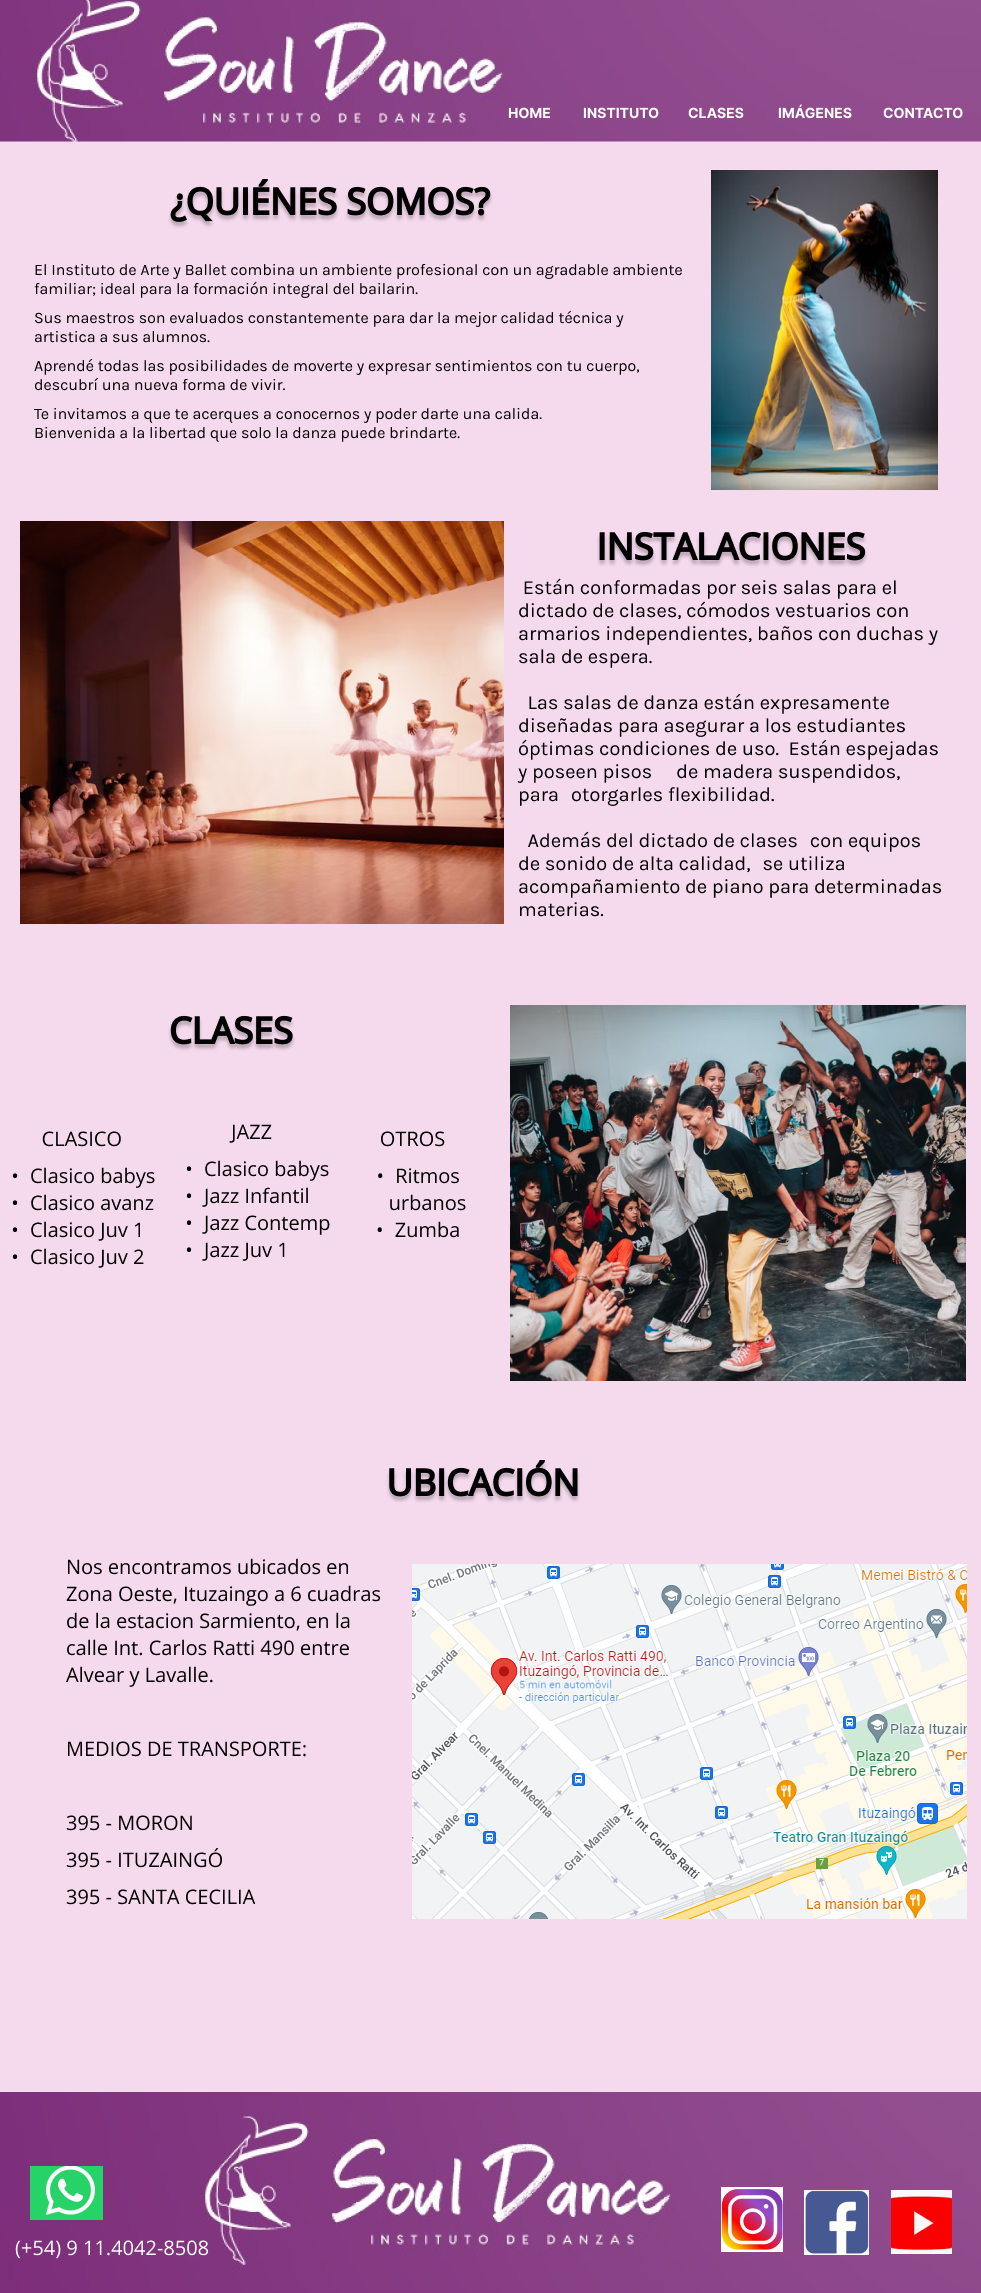 Soul Dance
INSTITUTO DE DANZAS
HOME INSTITUTO CLASES IMÁGENES CONTACTO
¿QUIÉNES SOMOS?
El Instituto de Arte y Ballet combina un ambiente profesional con un agradable ambiente
familiar; ideal para la formación integral del bailarin.
Sus maestros son evaluados constantemente para dar la mejor calidad técnica y
artistica a sus alumnos.
Aprendé todas las posibilidades de moverte y expresar sentimientos con tu cuerpo,
descubrí una nueva forma de vivir.
Te invitamos a que te acerques a conocernos y poder darte una calida.
Bienvenida a la libertad que solo la danza puede brindarte.
INSTALACIONES
Están conformadas por seis salas para el
dictado de clases, cómodos vestuarios con
armarios independientes, baños con duchas y
sala de espera.
Las salas de danza están expresamente
diseñadas para asegurar a los estudiantes
óptimas condiciones de uso. Están espejadas
y poseen pisos de madera suspendidos,
para otorgarles flexibilidad.
Además del dictado de clases con equipos
de sonido de alta calidad, se utiliza
acompañamiento de piano para determinadas
materias.
CLASES
CLASICO
• Clasico babys
• Clasico avanz
• Clasico Juv 1
• Clasico Juv 2
JAZZ
• Clasico babys
• Jazz Infantil
• Jazz Contemp
• Jazz Juv 1
OTROS
• Ritmos
urbanos
• Zumba
UBICACIÓN
Nos encontramos ubicados en
Zona Oeste, Ituzaingo a 6 cuadras
de la estacion Sarmiento, en la
calle Int. Carlos Ratti 490 entre
Alvear y Lavalle.
MEDIOS DE TRANSPORTE:
395 - MORON
395 - ITUZAINGÓ
395 - SANTA CECILIA
Cnel. Doming
Memei Bistró & C
Colegio General Belgrano
Correo Argentino
Av. Int. Carlos Ratti 490,
Ituzaingó, Provincia de...
5 min en automóvil
- dirección particular
Banco Provincia
o de Laprida
Gral. Alvear
Cnel. Manuel Medina
Plaza Ituzain
Plaza 20
De Febrero
Per
Gral. Lavalle
Gral. Mansilla
Av. Int. Carlos Ratti
Ituzaingó
Teatro Gran Ituzaingó
7
24 d
La mansión bar
Soul Dance
INSTITUTO DE DANZAS
(+54) 9 11.4042-8508